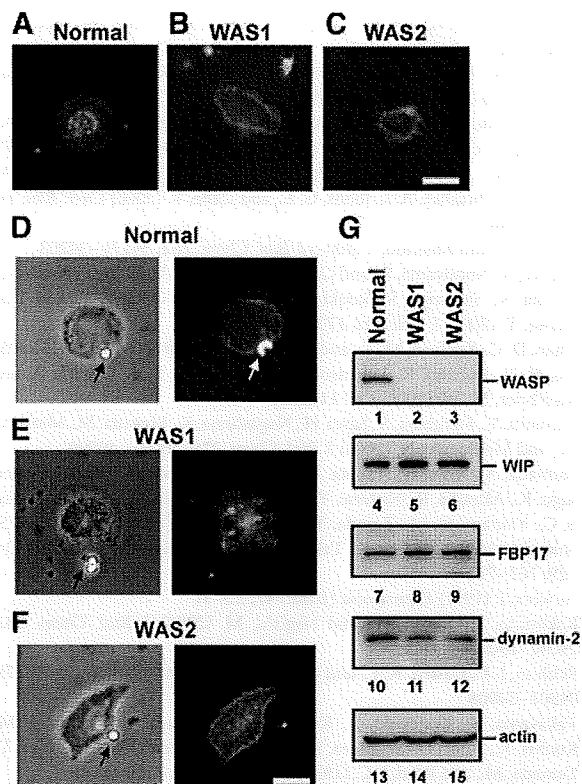 A Normal
B WAS1
C WAS2
D Normal
E WAS1
F WAS2
G
Normal WAS1 WAS2
WASP
1 2 3
WIP
4 5 6
FBP17
7 8 9
dynamin-2
10 11 12
actin
13 14 15